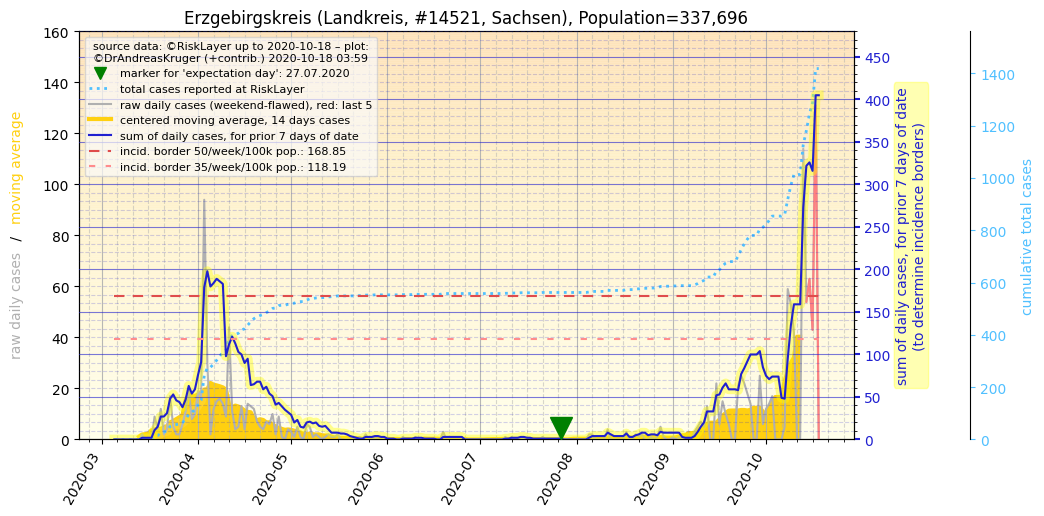 Erzgebirgskreis (Landkreis, #14521, Sachsen), Population=337,696
source data: ©RiskLayer up to 2020-10-18 – plot:
©DrAndreasKruger (+contrib.) 2020-10-18 03:59
marker for 'expectation day': 27.07.2020
total cases reported at RiskLayer
raw daily cases (weekend-flawed), red: last 5
centered moving average, 14 days cases
sum of daily cases, for prior 7 days of date
incid. border 50/week/100k pop.: 168.85
incid. border 35/week/100k pop.: 118.19
raw daily cases / moving average
160
140
120
100
80
60
40
20
0
2020-03
2020-04
2020-05
2020-06
2020-07
2020-08
2020-09
2020-10
450
400
350
300
250
200
150
100
50
0
sum of daily cases, for prior 7 days of date
(to determine incidence borders)
1400
1200
1000
800
600
400
200
0
cumulative total cases